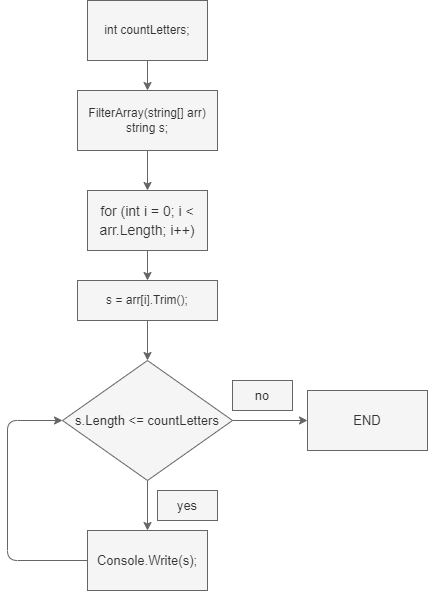 int countLetters;
FilterArray(string[] arr)
string s;
for (int i = 0; i <
arr.Length; i++)
s = arr[i].Trim();
s.Length <= countLetters
no
END
yes
Console.Write(s);